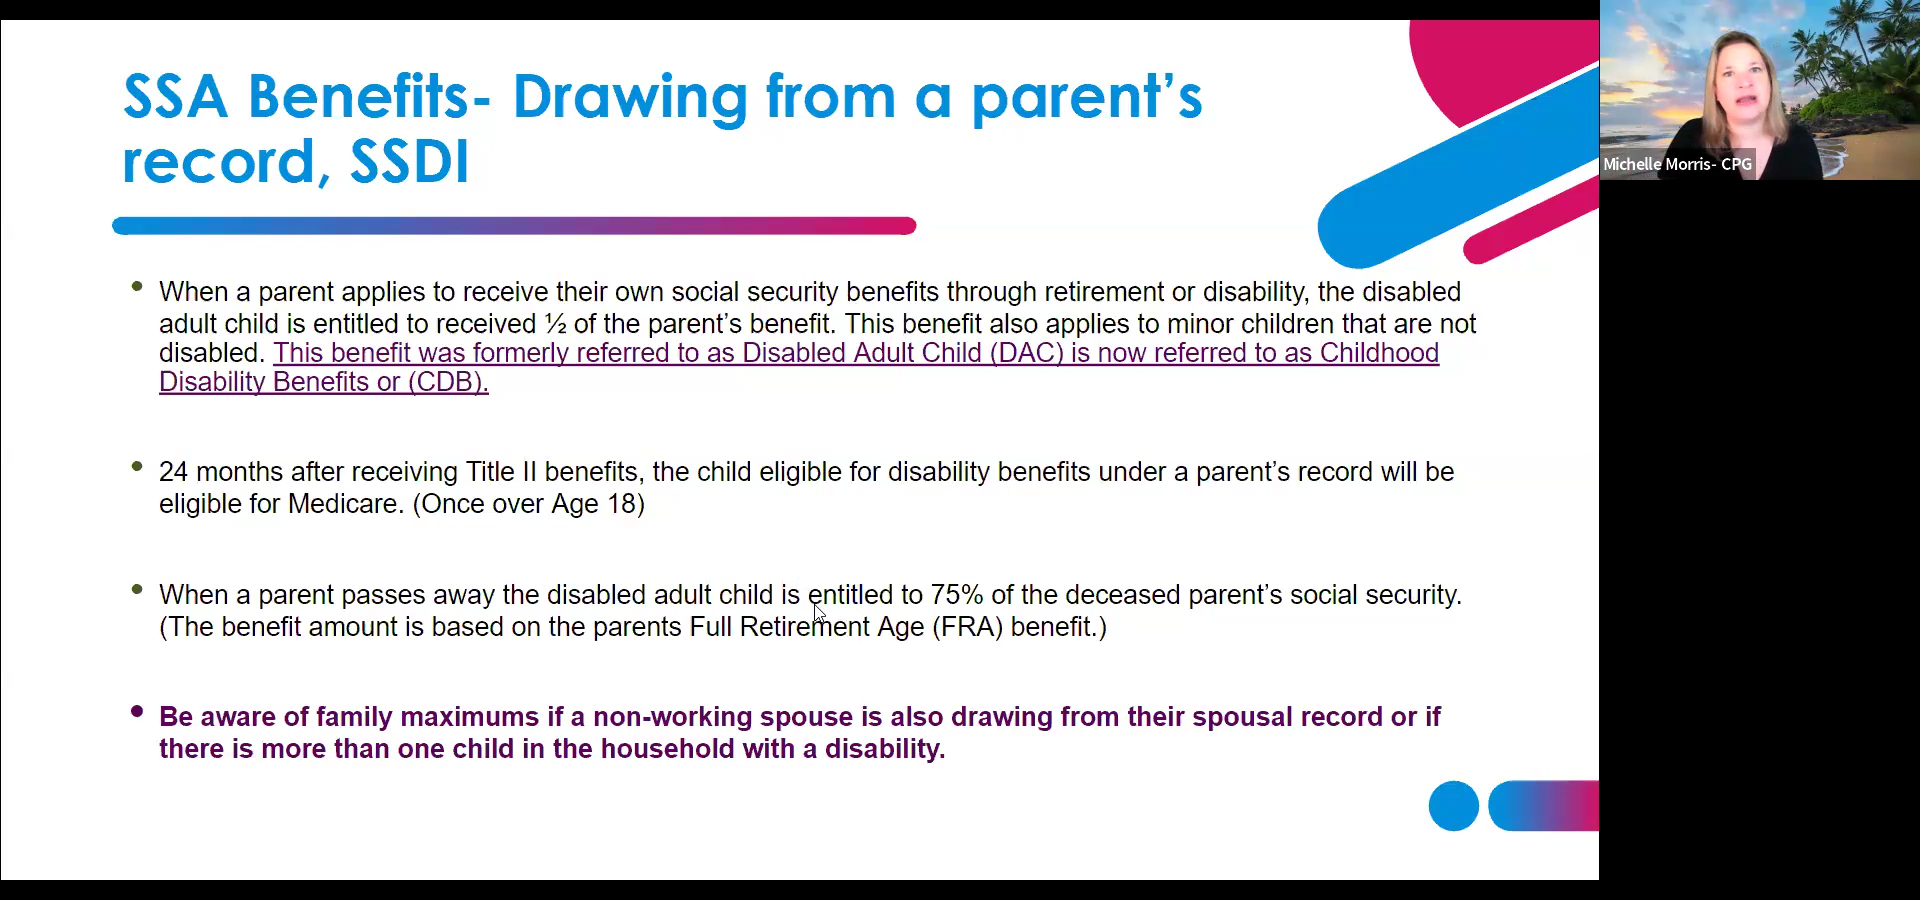 SSA Benefits- Drawing from a parent’s
record, SSDI
Michelle Morris- CPG
• When a parent applies to receive their own social security benefits through retirement or disability, the disabled
adult child is entitled to received ½ of the parent’s benefit. This benefit also applies to minor children that are not
disabled. This benefit was formerly referred to as Disabled Adult Child (DAC) is now referred to as Childhood
Disability Benefits or (CDB).
• 24 months after receiving Title II benefits, the child eligible for disability benefits under a parent’s record will be
eligible for Medicare. (Once over Age 18)
• When a parent passes away the disabled adult child is entitled to 75% of the deceased parent’s social security.
(The benefit amount is based on the parents Full Retirement Age (FRA) benefit.)
• Be aware of family maximums if a non-working spouse is also drawing from their spousal record or if
there is more than one child in the household with a disability.